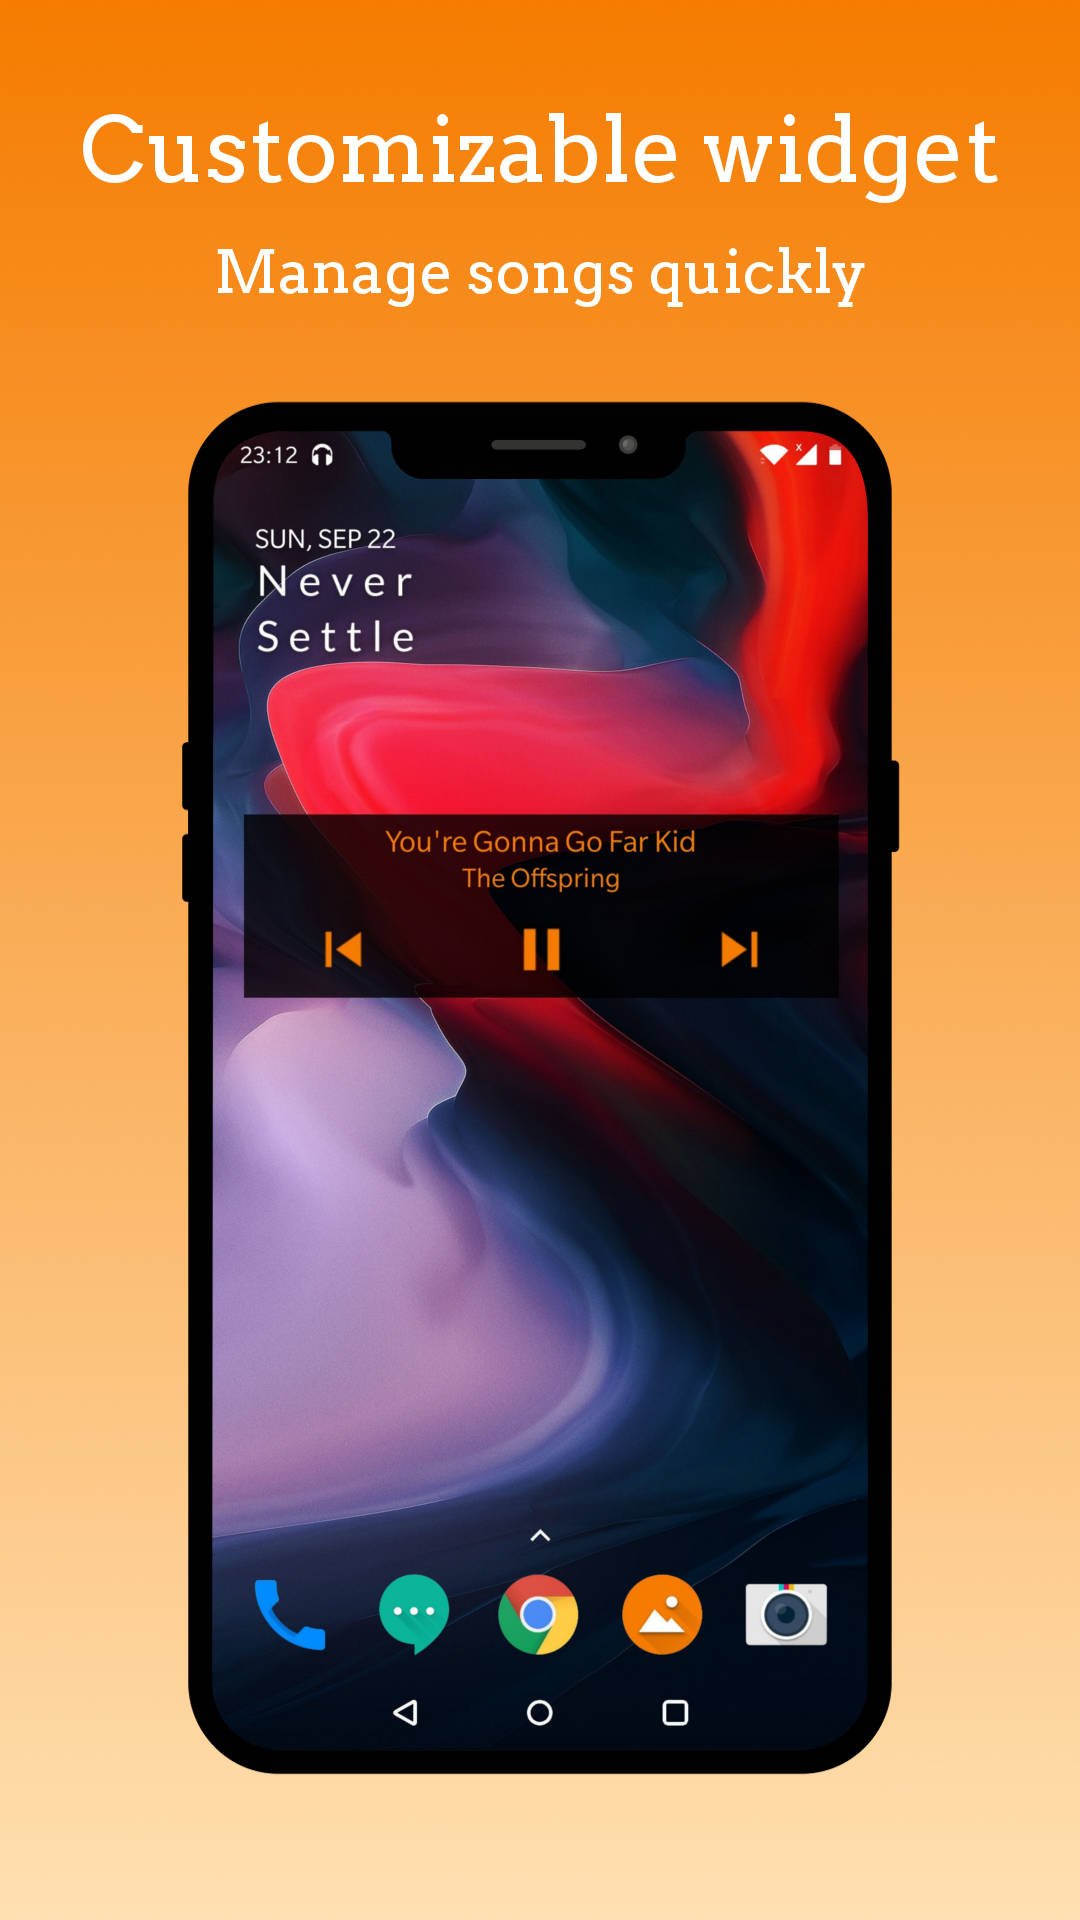 Customizable widget
Manage songs quickly
23:12
SUN, SEP 22
Never
Settle
You're Gonna Go Far Kid
The Offspring